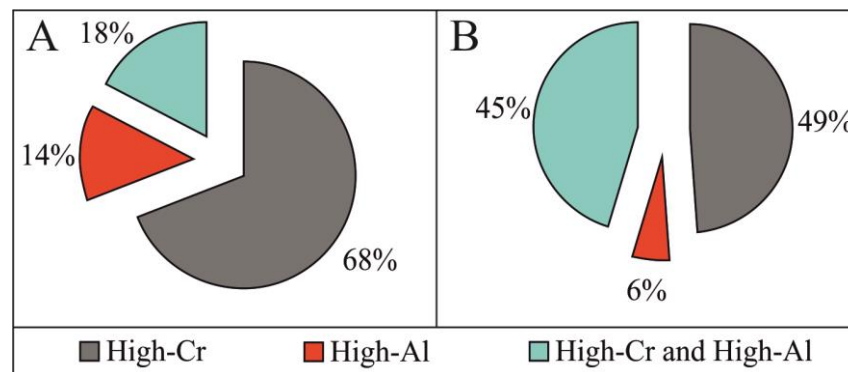 A
18%
14%
68%
B
45%
49%
6%
High-Cr
High-Al
High-Cr and High-Al